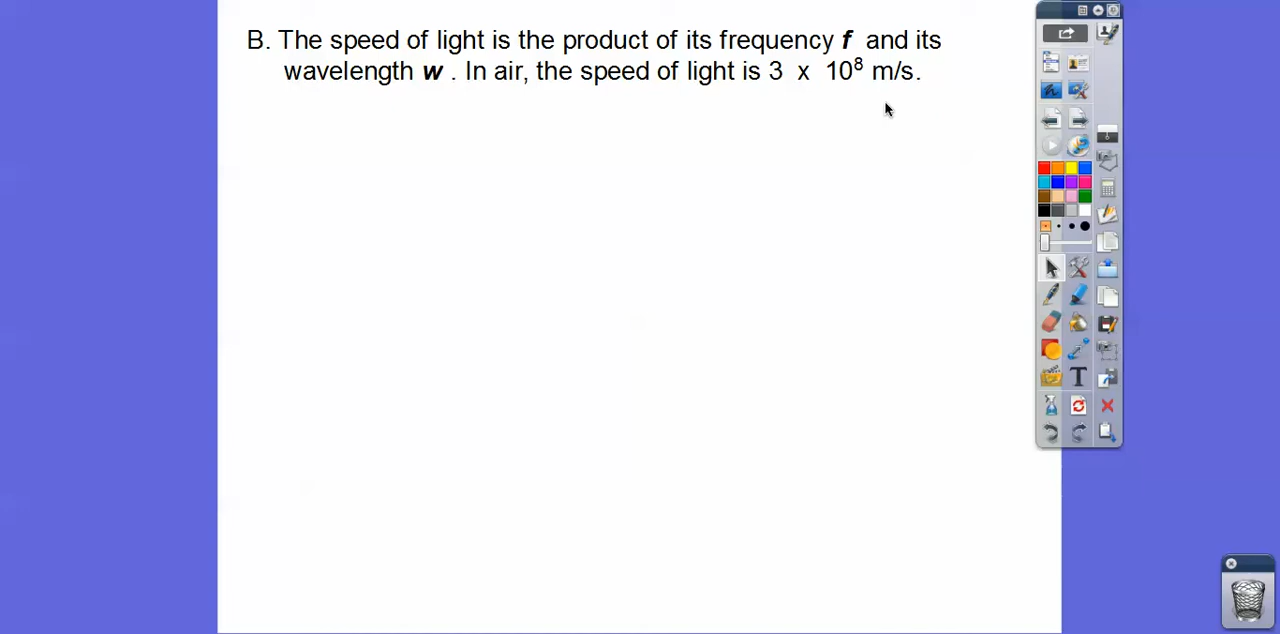 B. The speed of light is the product of its frequency f and its
wavelength w . In air, the speed of light is 3 x 10⁸ m/s.